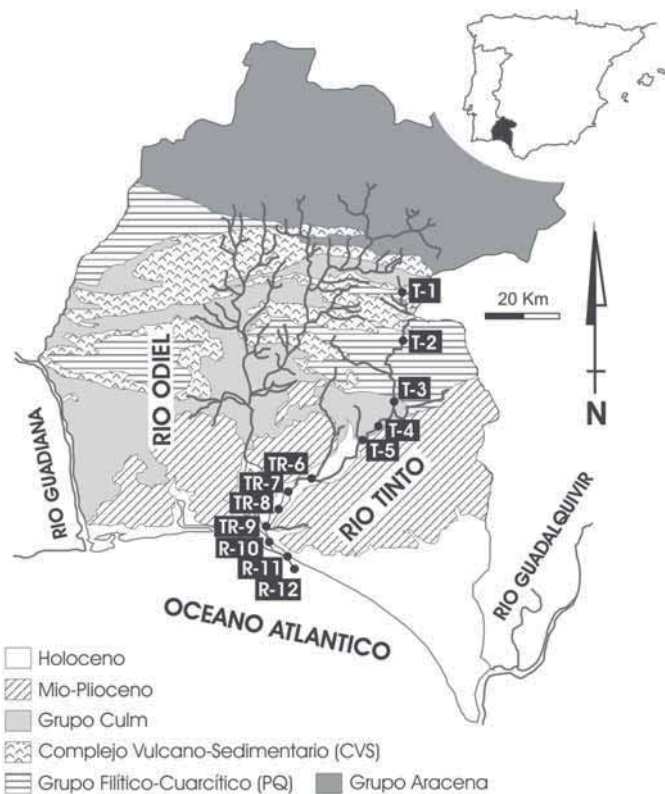 T-1
20 Km
T-2
N
RIO ODIEL
T-3
T-4
T-5
RIO GUADIANA
TR-6
TR-7
TR-8
RIO TINTO
TR-9
R-10
R-11
R-12
RIO GUADALQUIVIR
OCEANO ATLANTICO
Holoceno
Mio-Plioceno
Grupo Culm
Complejo Vulcano-Sedimentario (CVS)
Grupo Filítico-Cuarcítico (PQ) Grupo Aracena